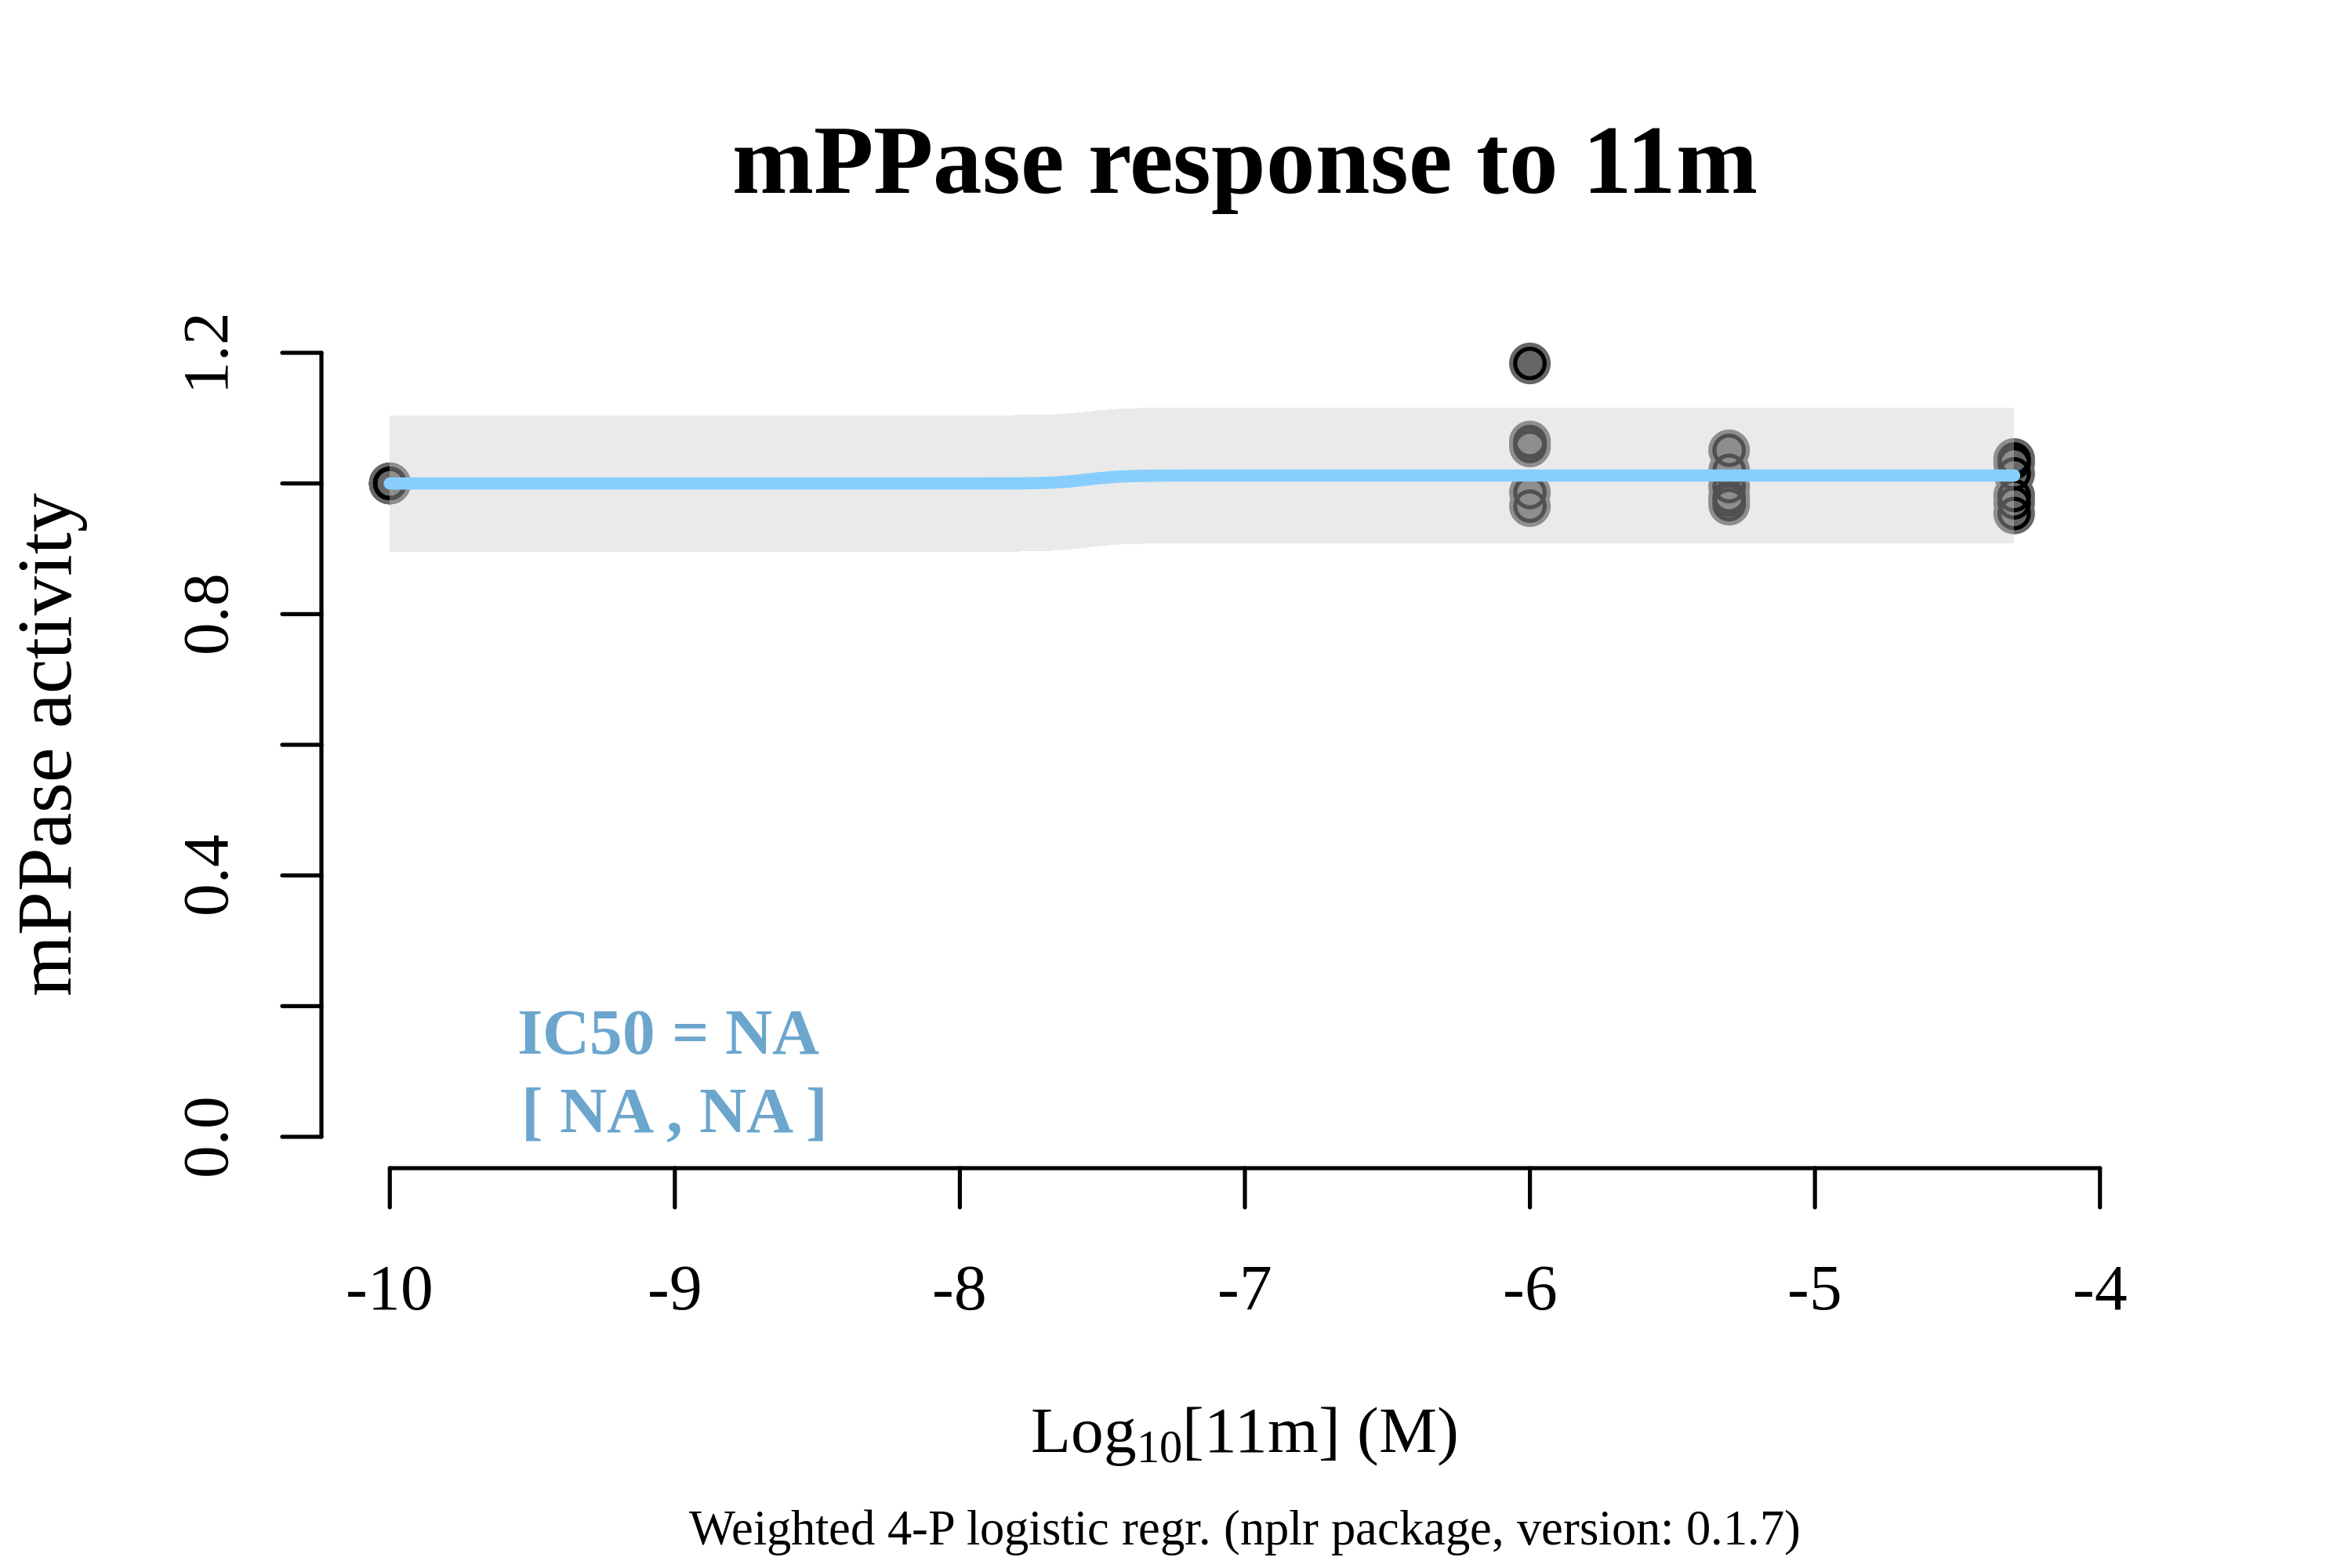 mPPase response to 11m
mPPase activity
1.2
0.8
0.4
0.0
IC50 = NA
[ NA , NA ]
-10 -9 -8 -7 -6 -5 -4
Log10[11m] (M)
Weighted 4-P logistic regr. (nplr package, version: 0.1.7)